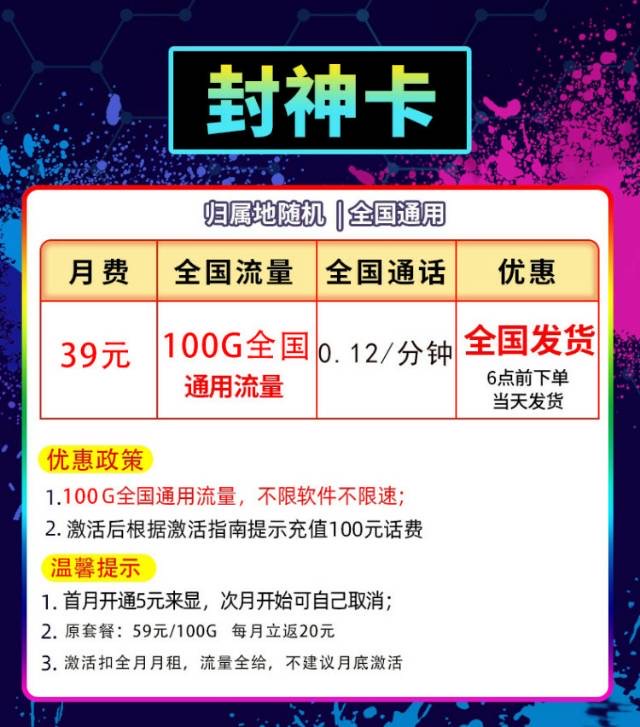 封神卡
归属地随机 | 全国通用
月费 全国流量 全国通话 优惠
39元 100G全国 通用流量 0.12/分钟 全国发货 6点前下单 当天发货
优惠政策
1.100G全国通用流量，不限软件不限速；
2. 激活后根据激活指南提示充值100元话费
温馨提示
1. 首月开通5元来显，次月开始可自己取消；
2. 原套餐：59元/100G 每月立返20元
3. 激活扣全月月租，流量全给，不建议月底激活